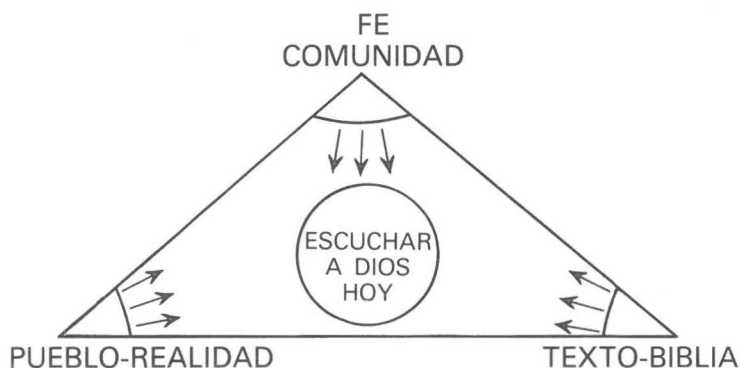 FE
COMUNIDAD
ESCUCHAR
A DIOS
HOY
PUEBLO-REALIDAD
TEXTO-BIBLIA